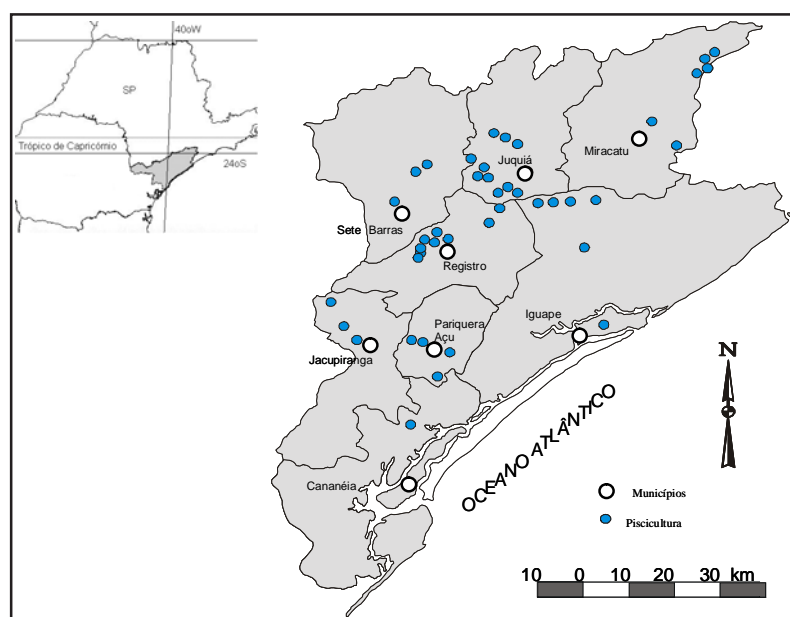 40oW
SP
Trópico de Capricórnio
24oS
Juquiá
Miracatu
Sete Barras
Registro
Iguape
Pariquera
Açu
Jacupiranga
Cananéia
OCEANO ATLÂNTICO
N
Municípios
Piscicultura
10 0 10 20 30 km